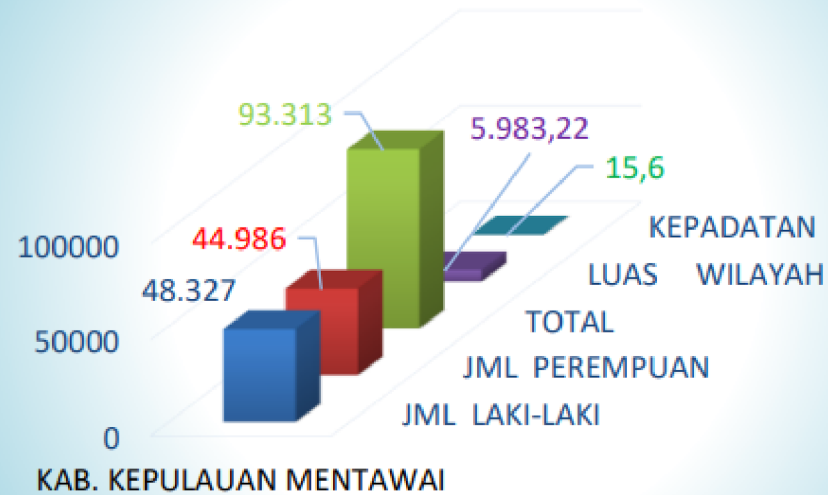 93.313
5.983,22
15,6
KEPADATAN
100000
44.986
LUAS WILAYAH
48.327
TOTAL
50000
JML PEREMPUAN
JML LAKI-LAKI
0
KAB. KEPULAUAN MENTAWAI